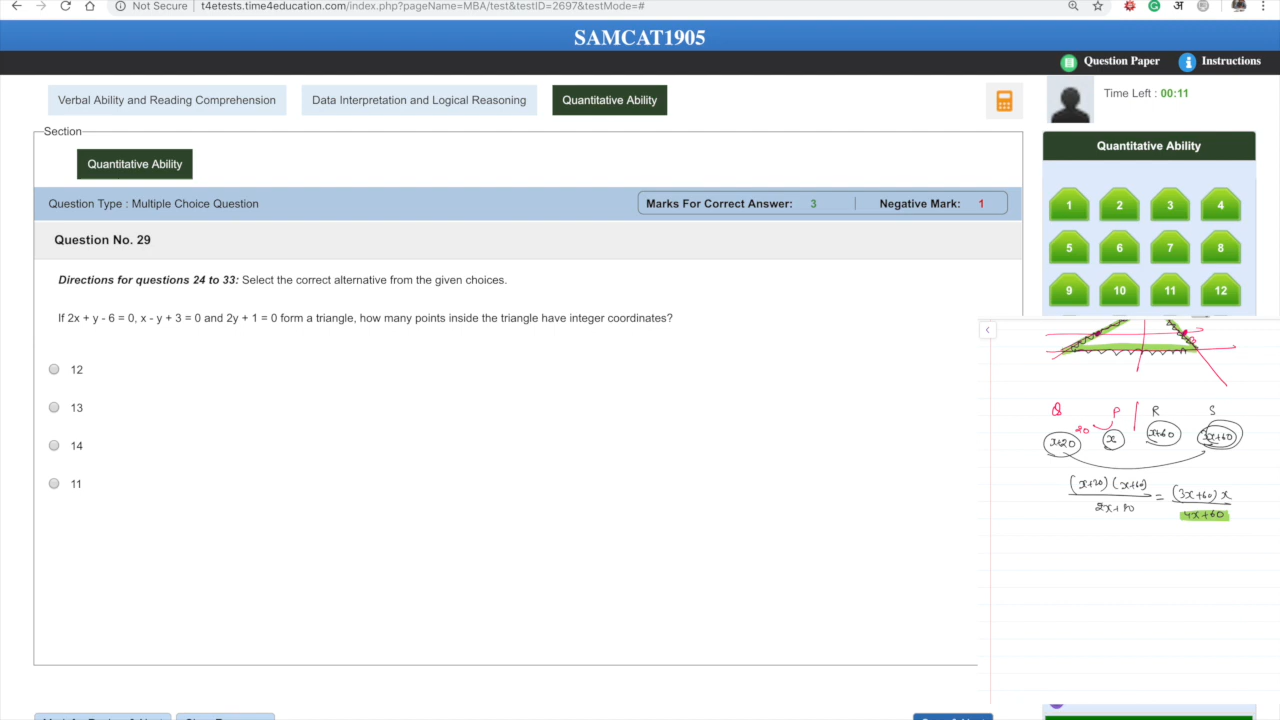 Not Secure | t4etests.time4education.com/index.php?pageName=MBA/test&testID=2697&testMode=#
SAMCAT1905
Question Paper
Instructions
Verbal Ability and Reading Comprehension
Data Interpretation and Logical Reasoning
Quantitative Ability
Time Left : 00:11
Section
Quantitative Ability
Quantitative Ability
Question Type : Multiple Choice Question
Marks For Correct Answer: 3 | Negative Mark: 1
1 2 3 4
5 6 7 8
9 10 11 12
Question No. 29
Directions for questions 24 to 33: Select the correct alternative from the given choices.
If 2x + y - 6 = 0, x - y + 3 = 0 and 2y + 1 = 0 form a triangle, how many points inside the triangle have integer coordinates?
12
13
14
11
Q P R S
20
x+20 x x+60 3x+60
(x+20) (x+60) = (3x+60) x
4x+60